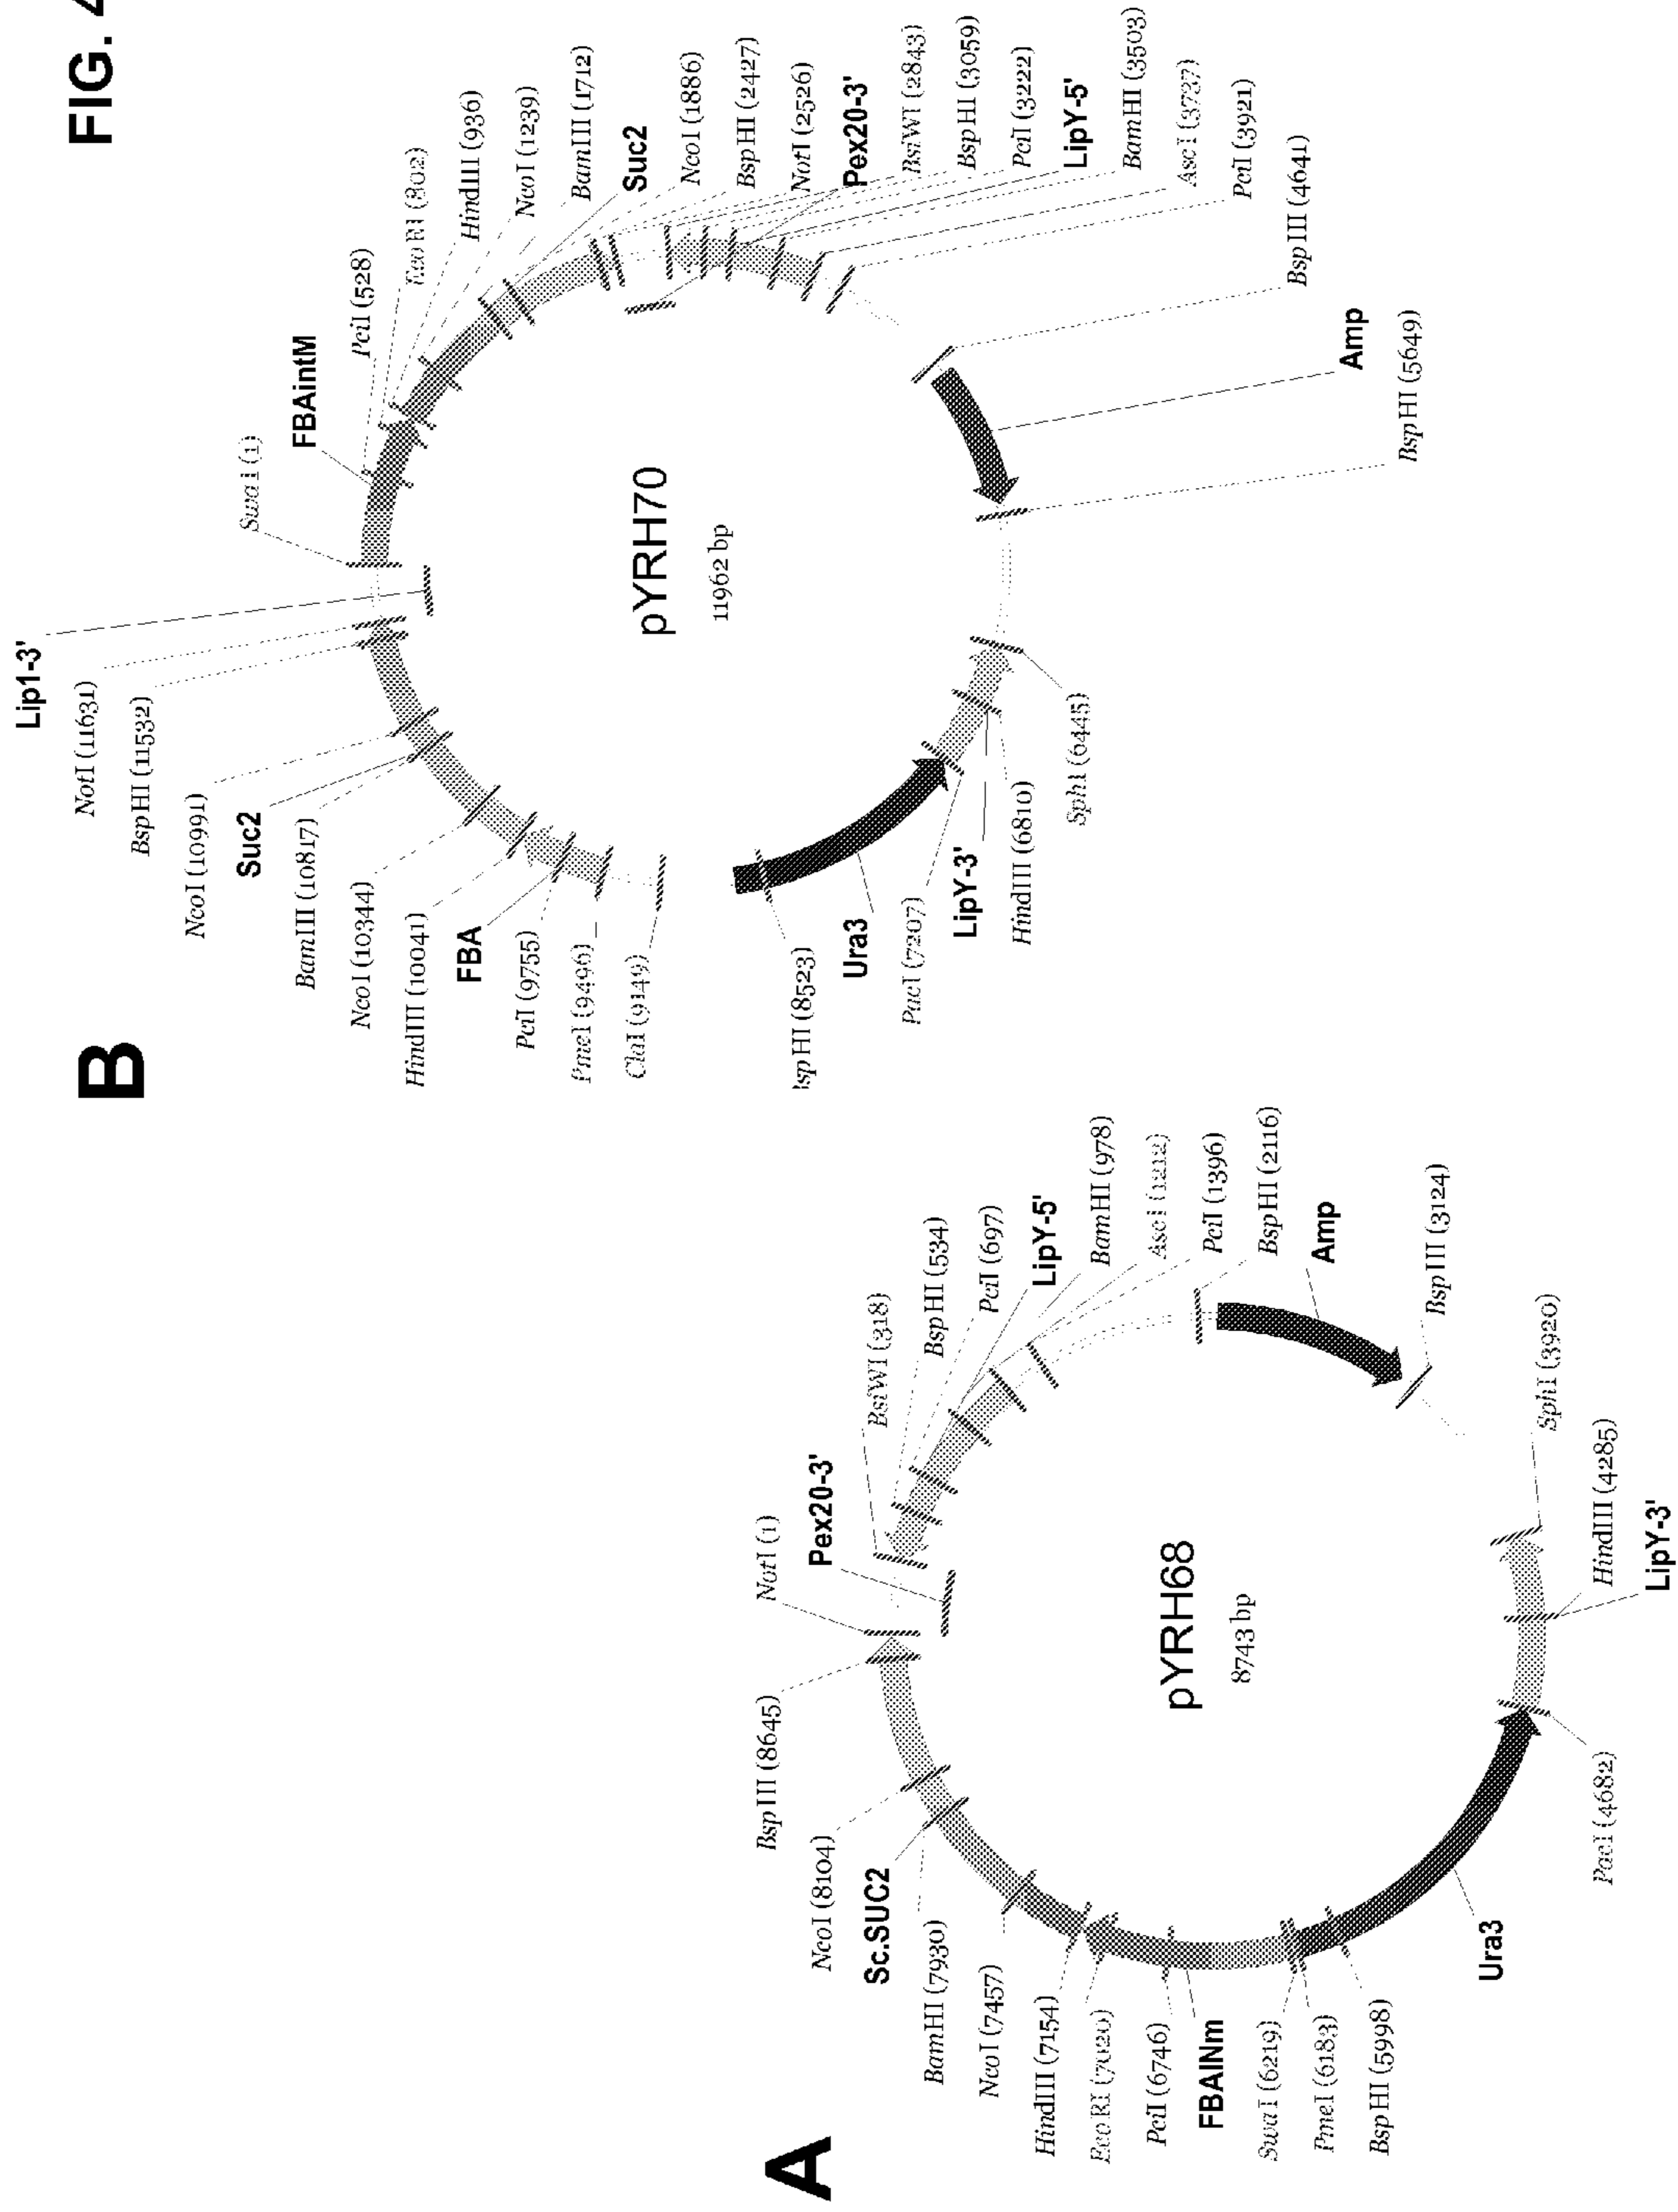 FIG. 4
B
Lip1-3'
NotI (11631)
BspHI (11532)
NcoI (10991)
Suc2
BamHI (10817)
NcoI (10344)
HindIII (10041)
FBA
PciI (9755)
PmeI (9496)
ClaI (9149)
spHI (8523)
Ura3
PacI (7207)
LipY-3'
HindIII (6810)
SphI (6445)
SwaI (1)
FBAintM
PciI (528)
EcoRI (802)
HindIII (936)
NcoI (1239)
BamHI (1712)
Suc2
NcoI (1886)
BspHI (2427)
NotI (2526)
Pex20-3'
BsiWI (2843)
BspHI (3059)
PciI (3222)
LipY-5'
BamHI (3503)
AscI (3737)
PciI (3921)
BspHI (4641)
Amp
BspHI (5649)
pYRH70
11962 bp
A
BspHI (8645)
NcoI (8104)
Sc.SUC2
BamHI (7930)
NcoI (7457)
HindIII (7154)
EcoRI (7020)
PciI (6746)
FBAINm
SwaI (6219)
PmeI (6183)
BspHI (5998)
Ura3
PacI (4682)
NotI (1)
Pex20-3'
BsiWI (318)
BspHI (534)
PciI (697)
LipY-5'
BamHI (978)
AscI (1212)
PciI (1396)
BspHI (2116)
Amp
BspHI (3124)
SphI (3920)
HindIII (4285)
LipY-3'
pYRH68
8743 bp